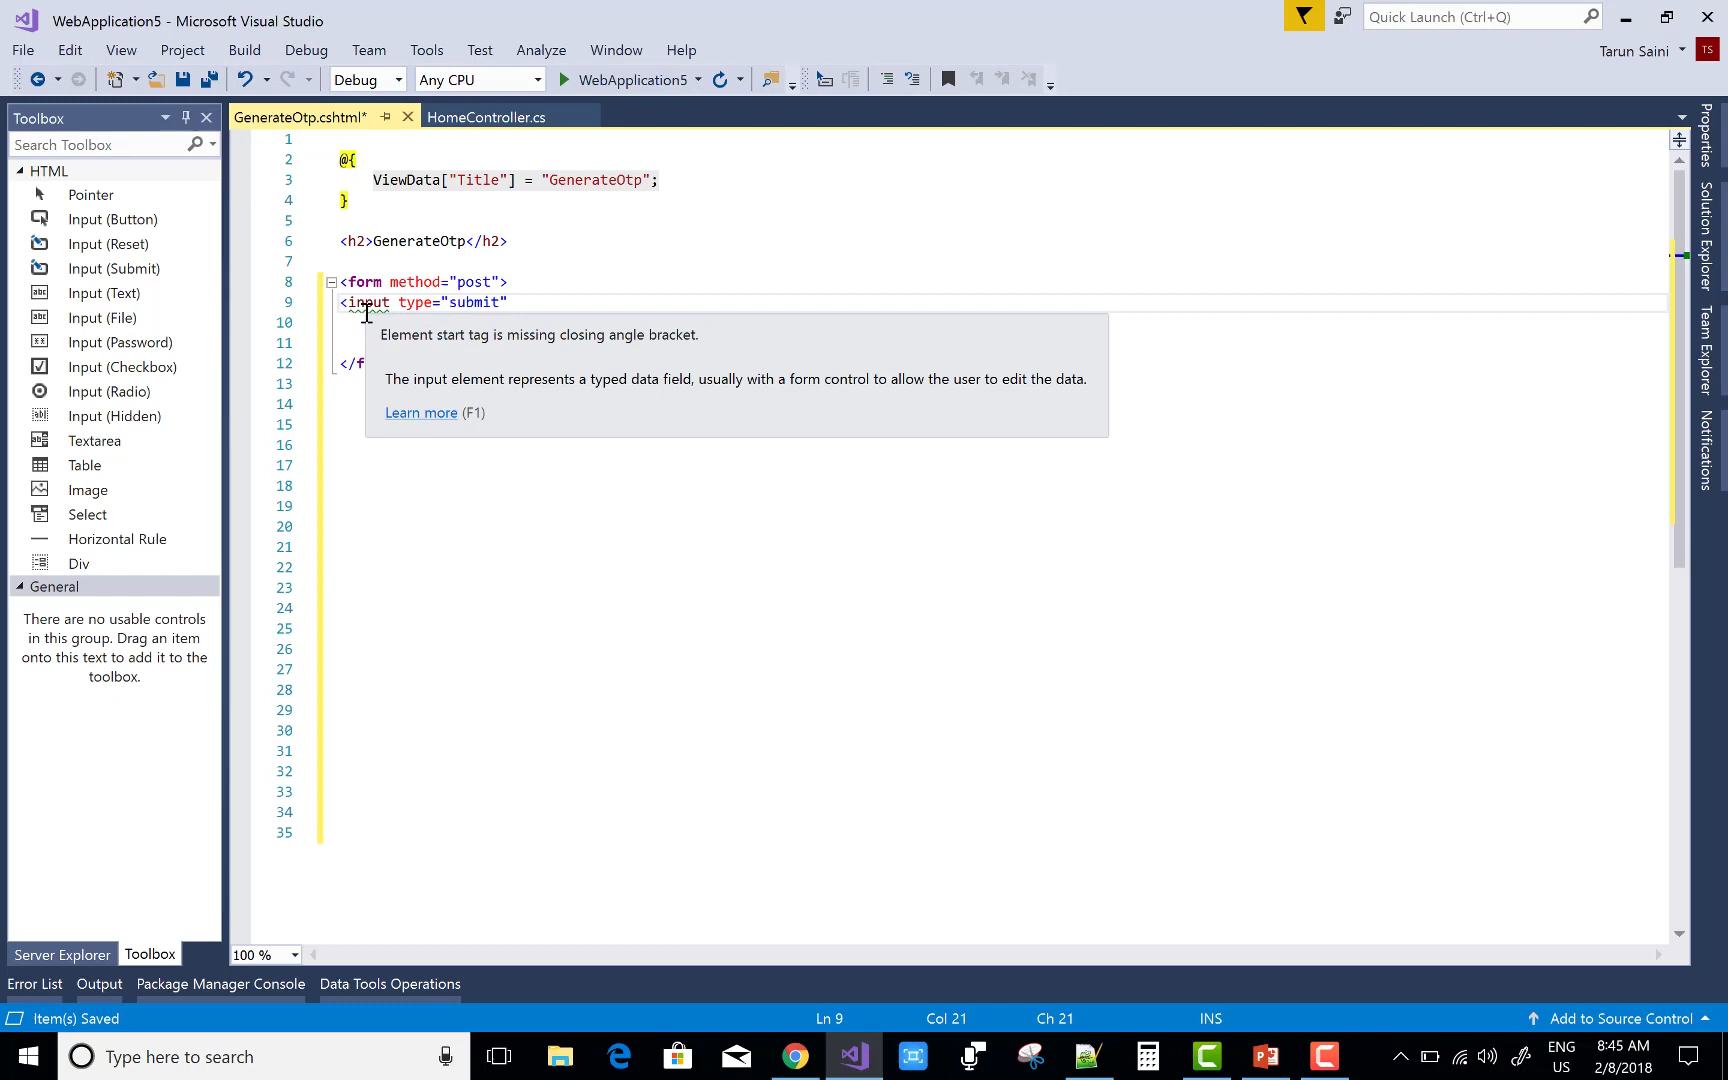 WebApplication5 - Microsoft Visual Studio
Quick Launch (Ctrl+Q)
File Edit View Project Build Debug Team Tools Test Analyze Window Help
Tarun Saini TS
Debug Any CPU WebApplication5
Toolbox
GenerateOtp.cshtml*
HomeController.cs
Search Toolbox
HTML
Pointer
Input (Button)
Input (Reset)
Input (Submit)
Input (Text)
Input (File)
Input (Password)
Input (Checkbox)
Input (Radio)
Input (Hidden)
Textarea
Table
Image
Select
Horizontal Rule
Div
General
There are no usable controls
in this group. Drag an item
onto this text to add it to the
toolbox.
Server Explorer Toolbox
1
2 @{
3 ViewData["Title"] = "GenerateOtp";
4 }
5
6 <h2>GenerateOtp</h2>
7
8 <form method="post">
9 <input type="submit"
10
11
12 </f
13
14
15
16
17
18
19
20
21
22
23
24
25
26
27
28
29
30
31
32
33
34
35
Element start tag is missing closing angle bracket.
The input element represents a typed data field, usually with a form control to allow the user to edit the data.
Learn more (F1)
100 %
Properties
Solution Explorer
Team Explorer
Notifications
Error List Output Package Manager Console Data Tools Operations
Item(s) Saved Ln 9 Col 21 Ch 21 INS Add to Source Control
Type here to search
ENG
US
8:45 AM
2/8/2018